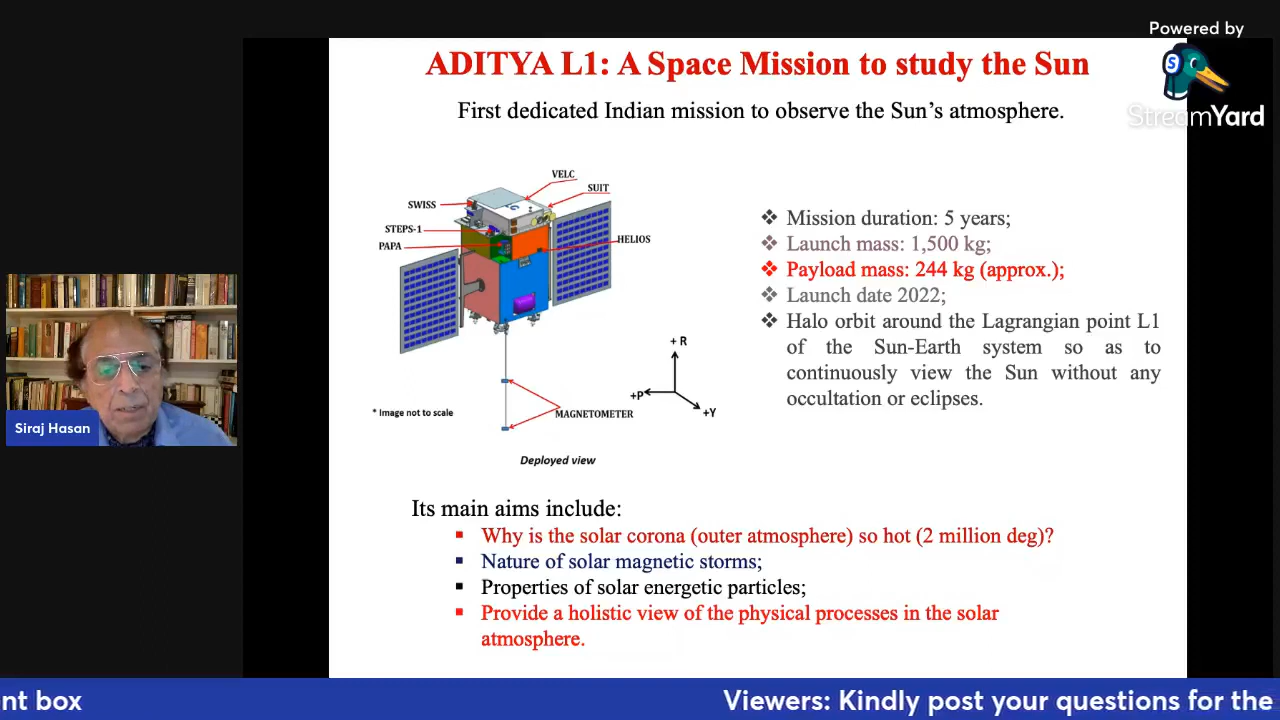 Powered by
StreamYard
ADITYA L1: A Space Mission to study the Sun
First dedicated Indian mission to observe the Sun’s atmosphere.
VELC
SUIT
SWISS
STEPS-1
PAPA
HELIOS
+ R
+P
+Y
MAGNETOMETER
* Image not to scale
Deployed view
❖ Mission duration: 5 years;
❖ Launch mass: 1,500 kg;
❖ Payload mass: 244 kg (approx.);
❖ Launch date 2022;
❖ Halo orbit around the Lagrangian point L1
of the Sun-Earth system so as to
continuously view the Sun without any
occultation or eclipses.
Siraj Hasan
Its main aims include:
▪ Why is the solar corona (outer atmosphere) so hot (2 million deg)?
▪ Nature of solar magnetic storms;
▪ Properties of solar energetic particles;
▪ Provide a holistic view of the physical processes in the solar
atmosphere.
nt box
Viewers: Kindly post your questions for the